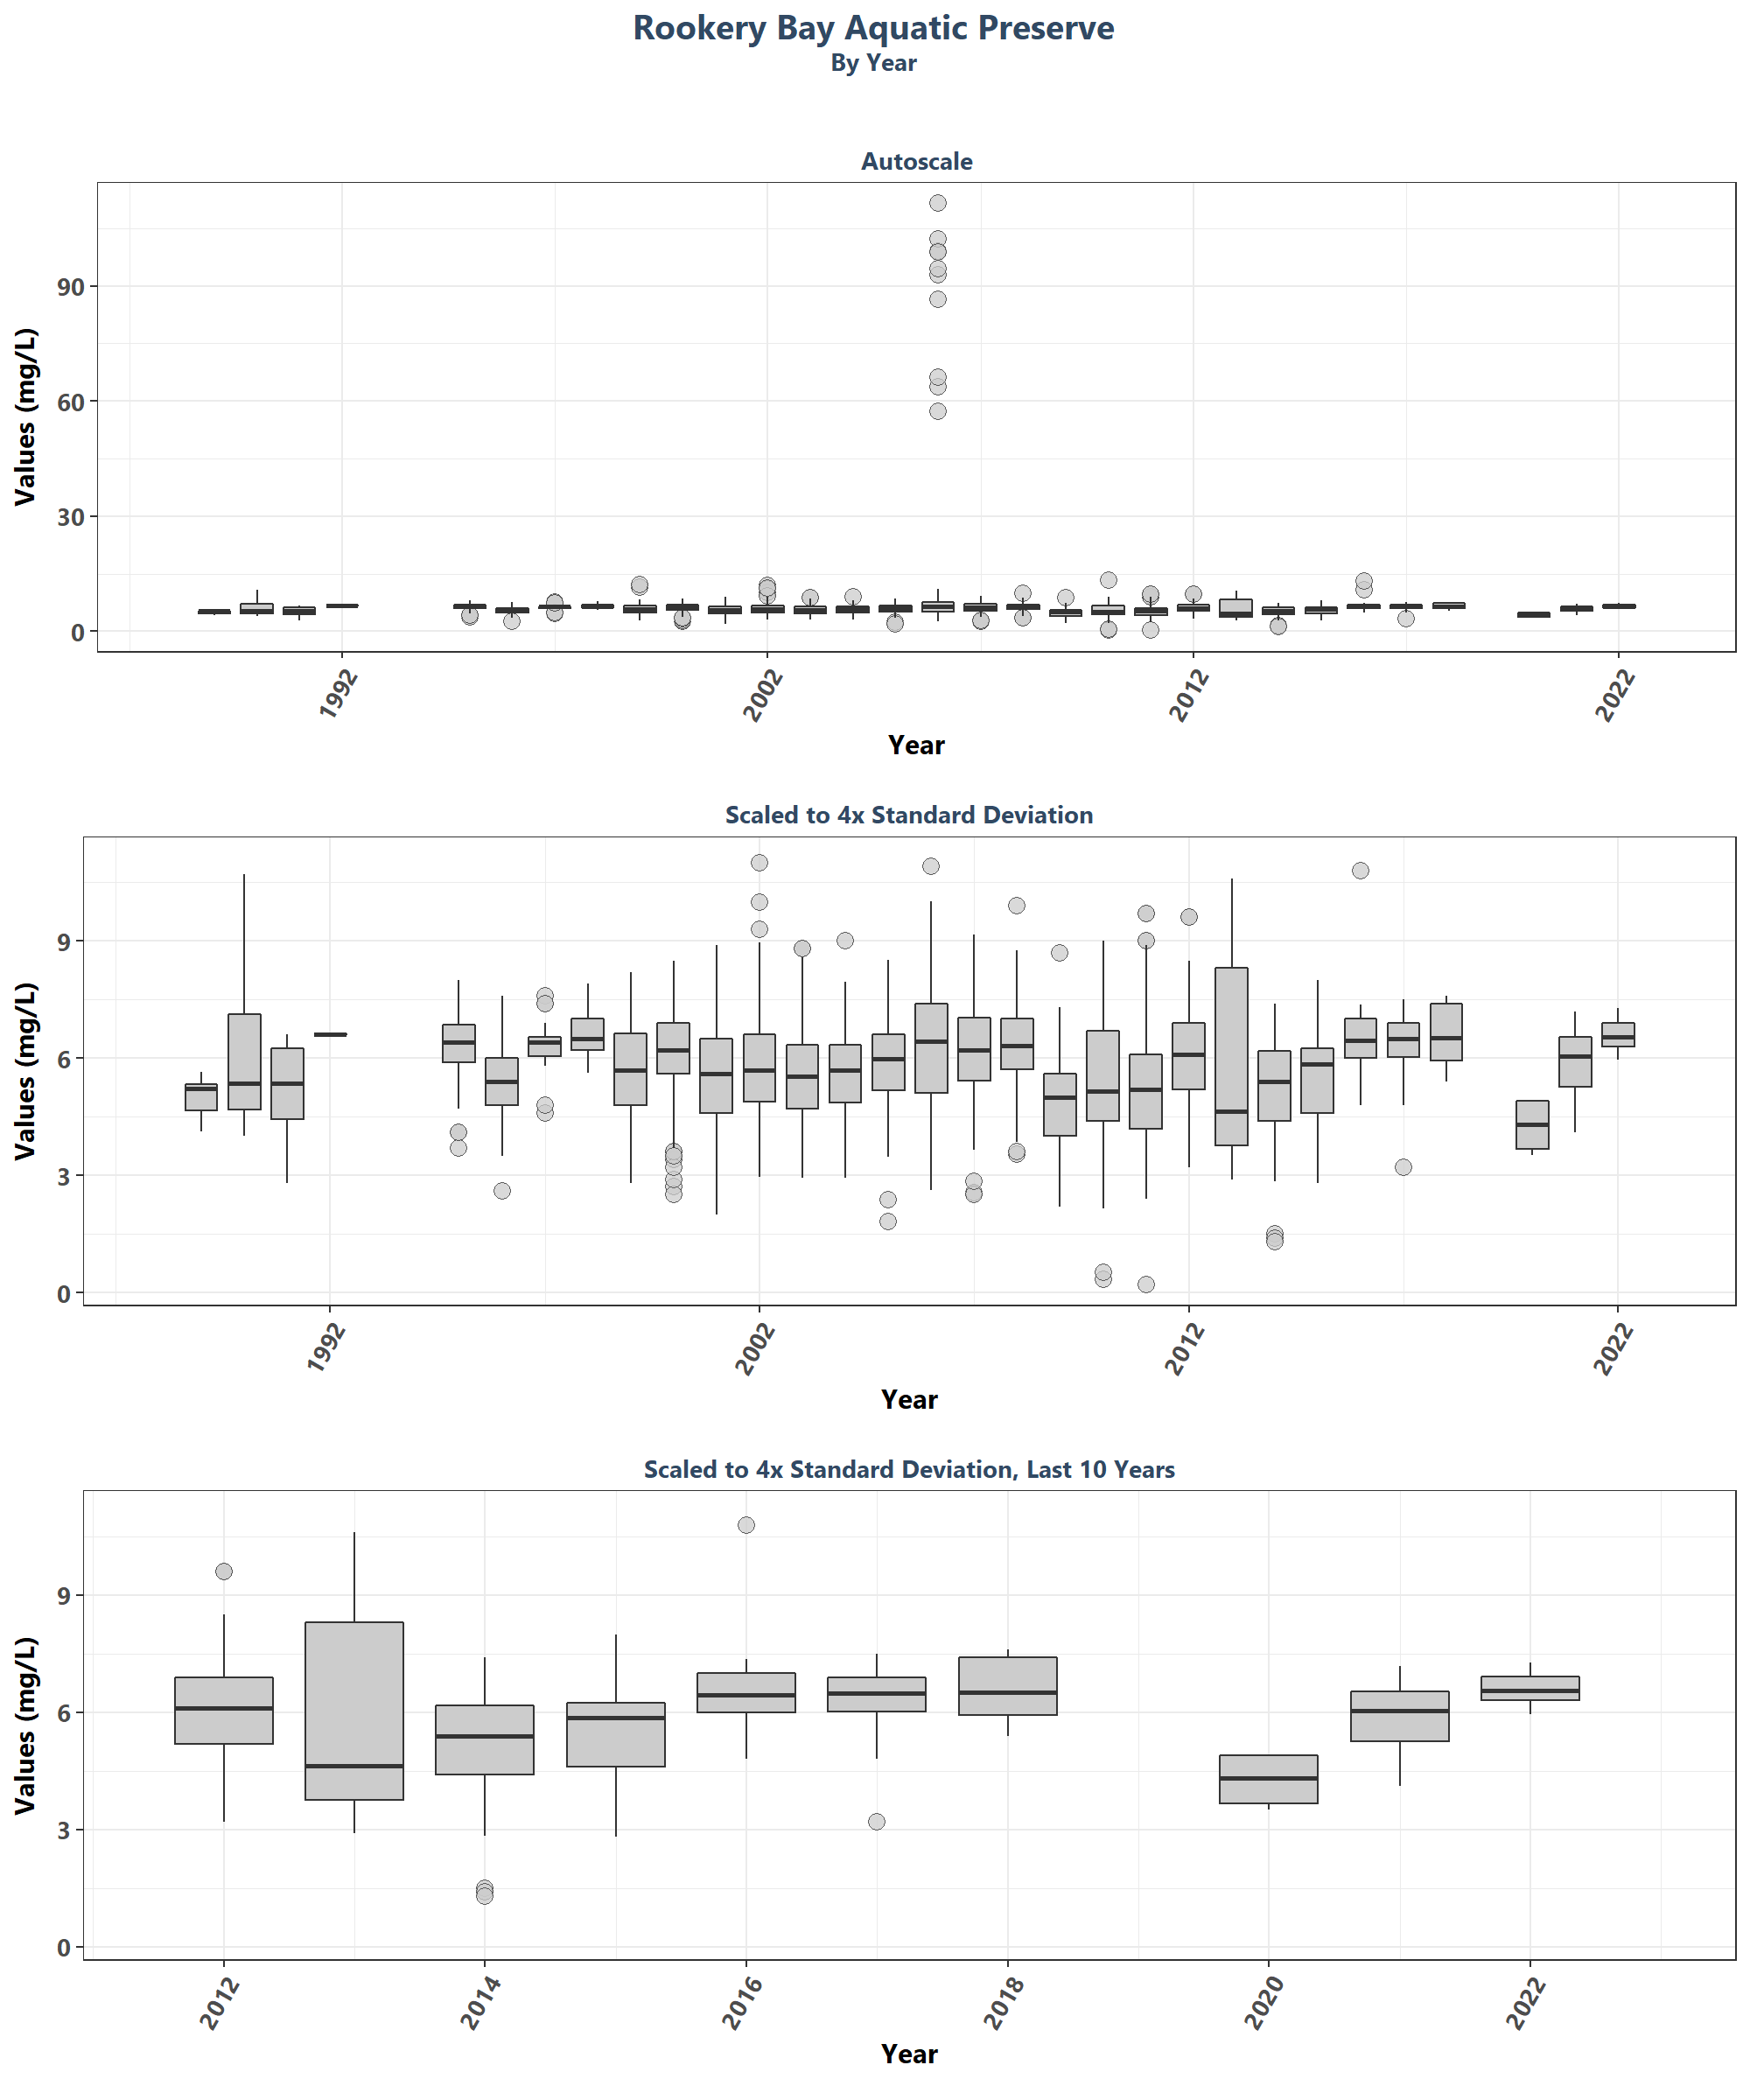 Rookery Bay Aquatic Preserve
By Year
Autoscale
Values (mg/L)
90
60
30
0
1992
2002
2012
2022
Year
Scaled to 4x Standard Deviation
Values (mg/L)
9
6
3
0
1992
2002
2012
2022
Year
Scaled to 4x Standard Deviation, Last 10 Years
Values (mg/L)
9
6
3
0
2012
2014
2016
2018
2020
2022
Year